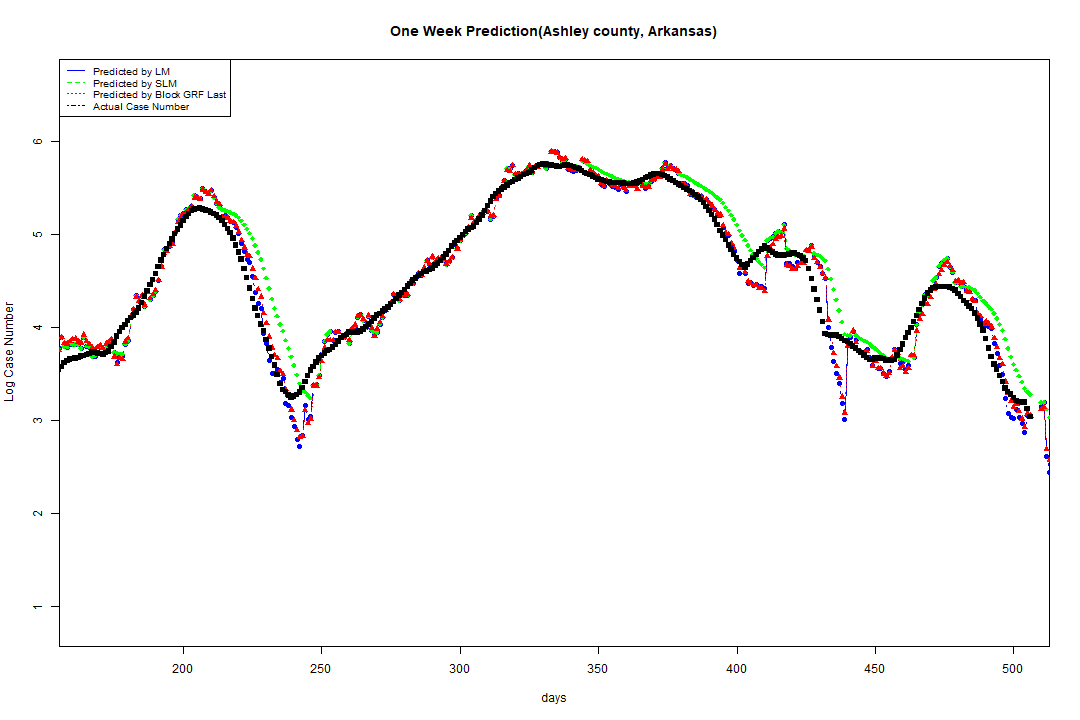 One Week Prediction(Ashley county, Arkansas)
Predicted by LM
Predicted by SLM
Predicted by Block GRF Last
Actual Case Number
Log Case Number
6
5
4
3
2
1
200 250 300 350 400 450 500
days